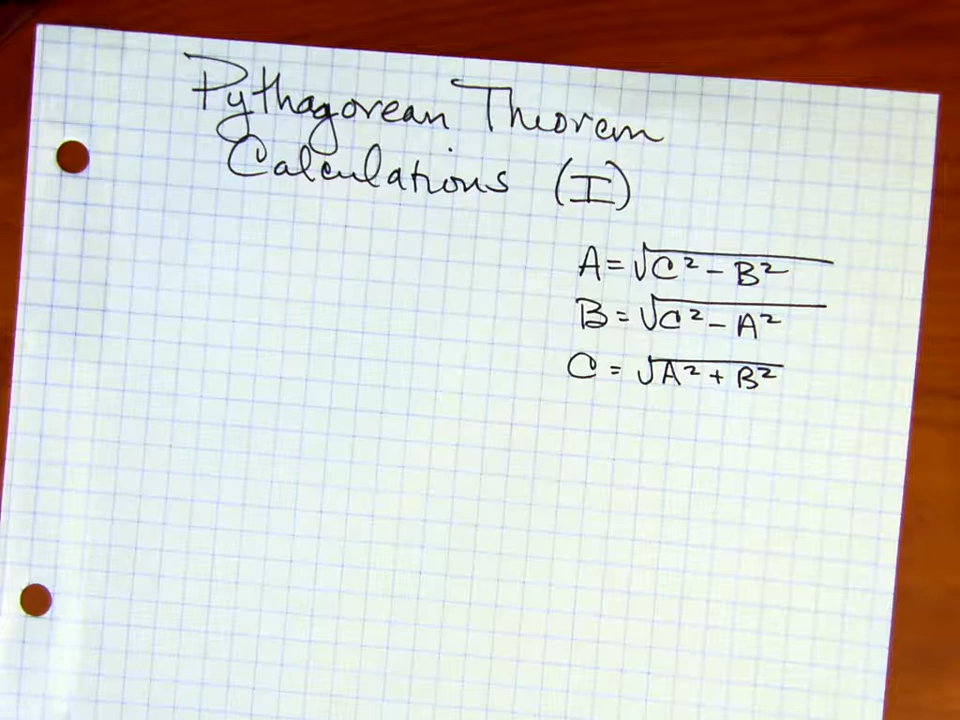 Pythagorean Theorem
Calculations (I)
A = √C² - B²
B = √C² - A²
C = √A² + B²